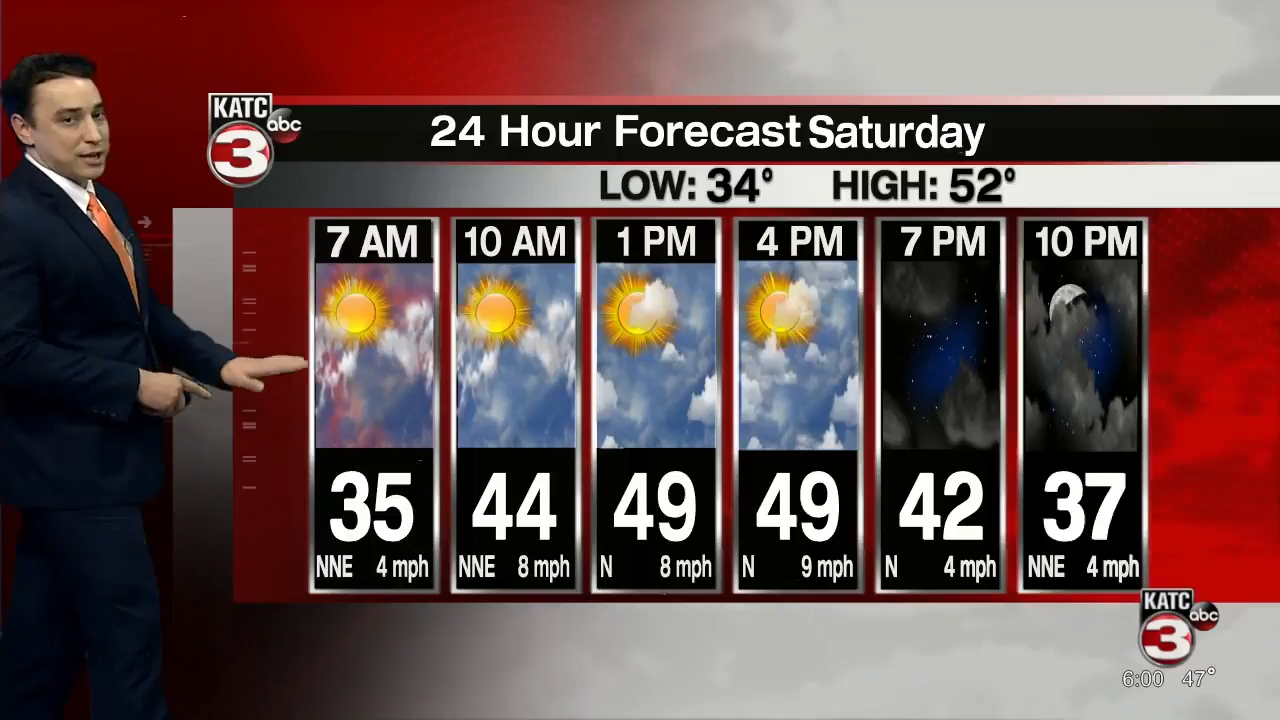 KATC
abc
3
24 Hour Forecast Saturday
LOW: 34° HIGH: 52°
7 AM
35
NNE 4 mph
10 AM
44
NNE 8 mph
1 PM
49
N 8 mph
4 PM
49
N 9 mph
7 PM
42
N 4 mph
10 PM
37
NNE 4 mph
KATC
abc
3
6:00 47°